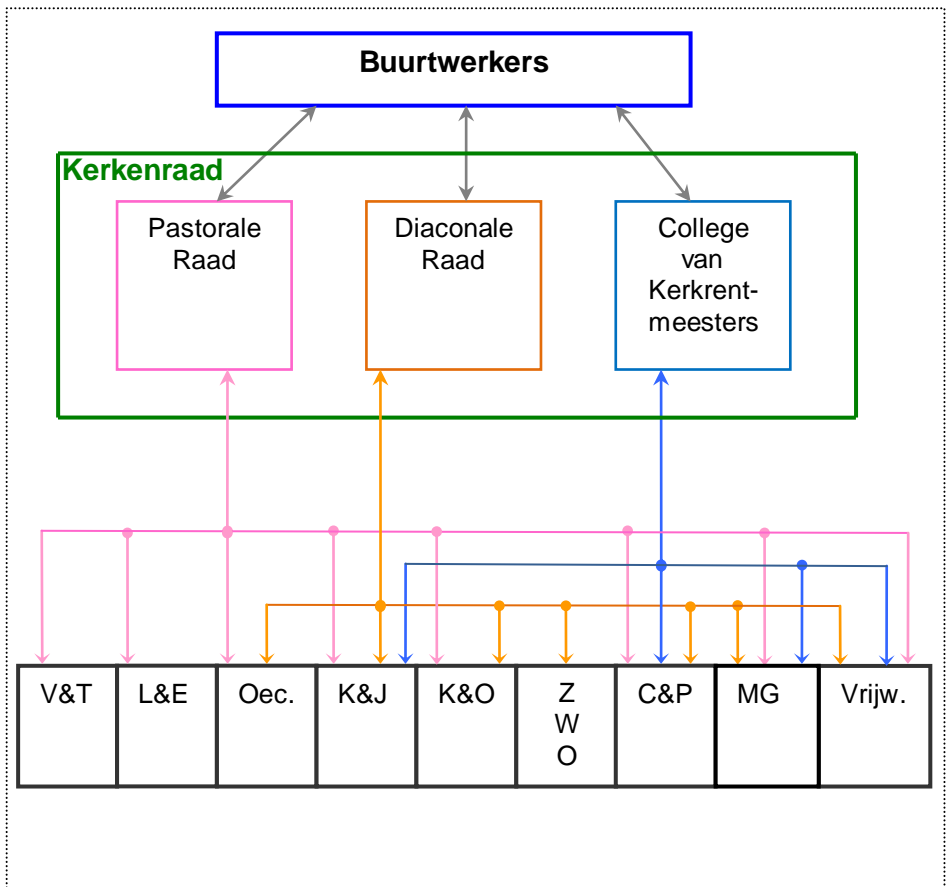 Buurtwerkers
Kerkenraad
Pastorale
Raad
Diaconale
Raad
College
van
Kerkrent-
meesters
V&T
L&E
Oec.
K&J
K&O
Z
W
O
C&P
MG
Vrijw.